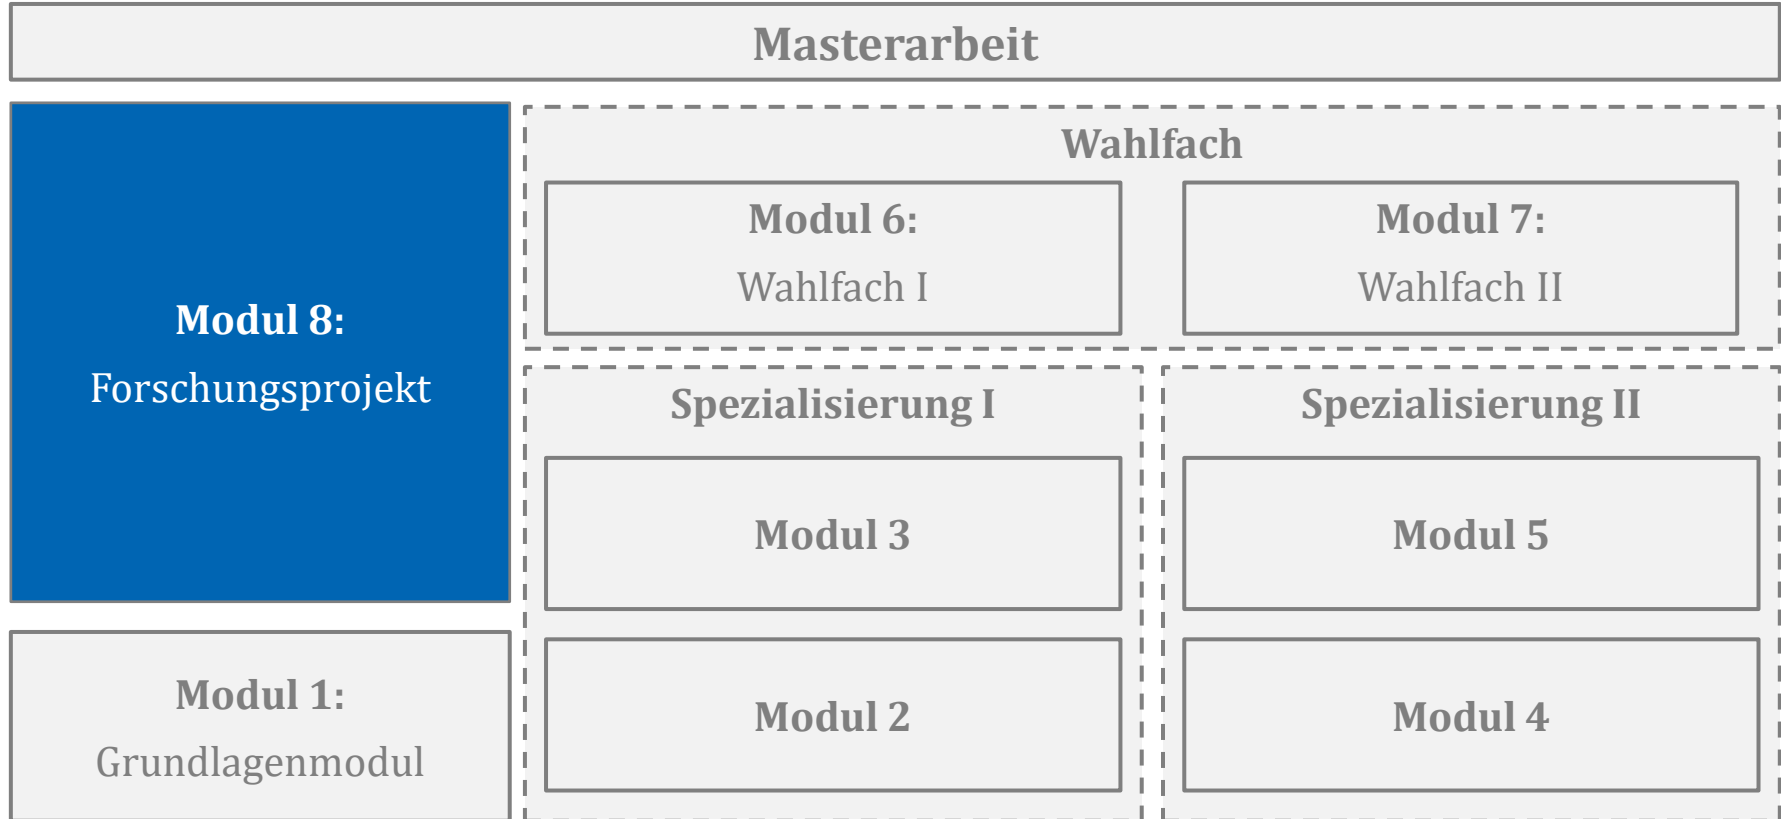 Masterarbeit
Modul 8:
Forschungsprojekt
Wahlfach
Modul 6:
Wahlfach I
Modul 7:
Wahlfach II
Spezialisierung I
Modul 3
Modul 2
Spezialisierung II
Modul 5
Modul 4
Modul 1:
Grundlagenmodul